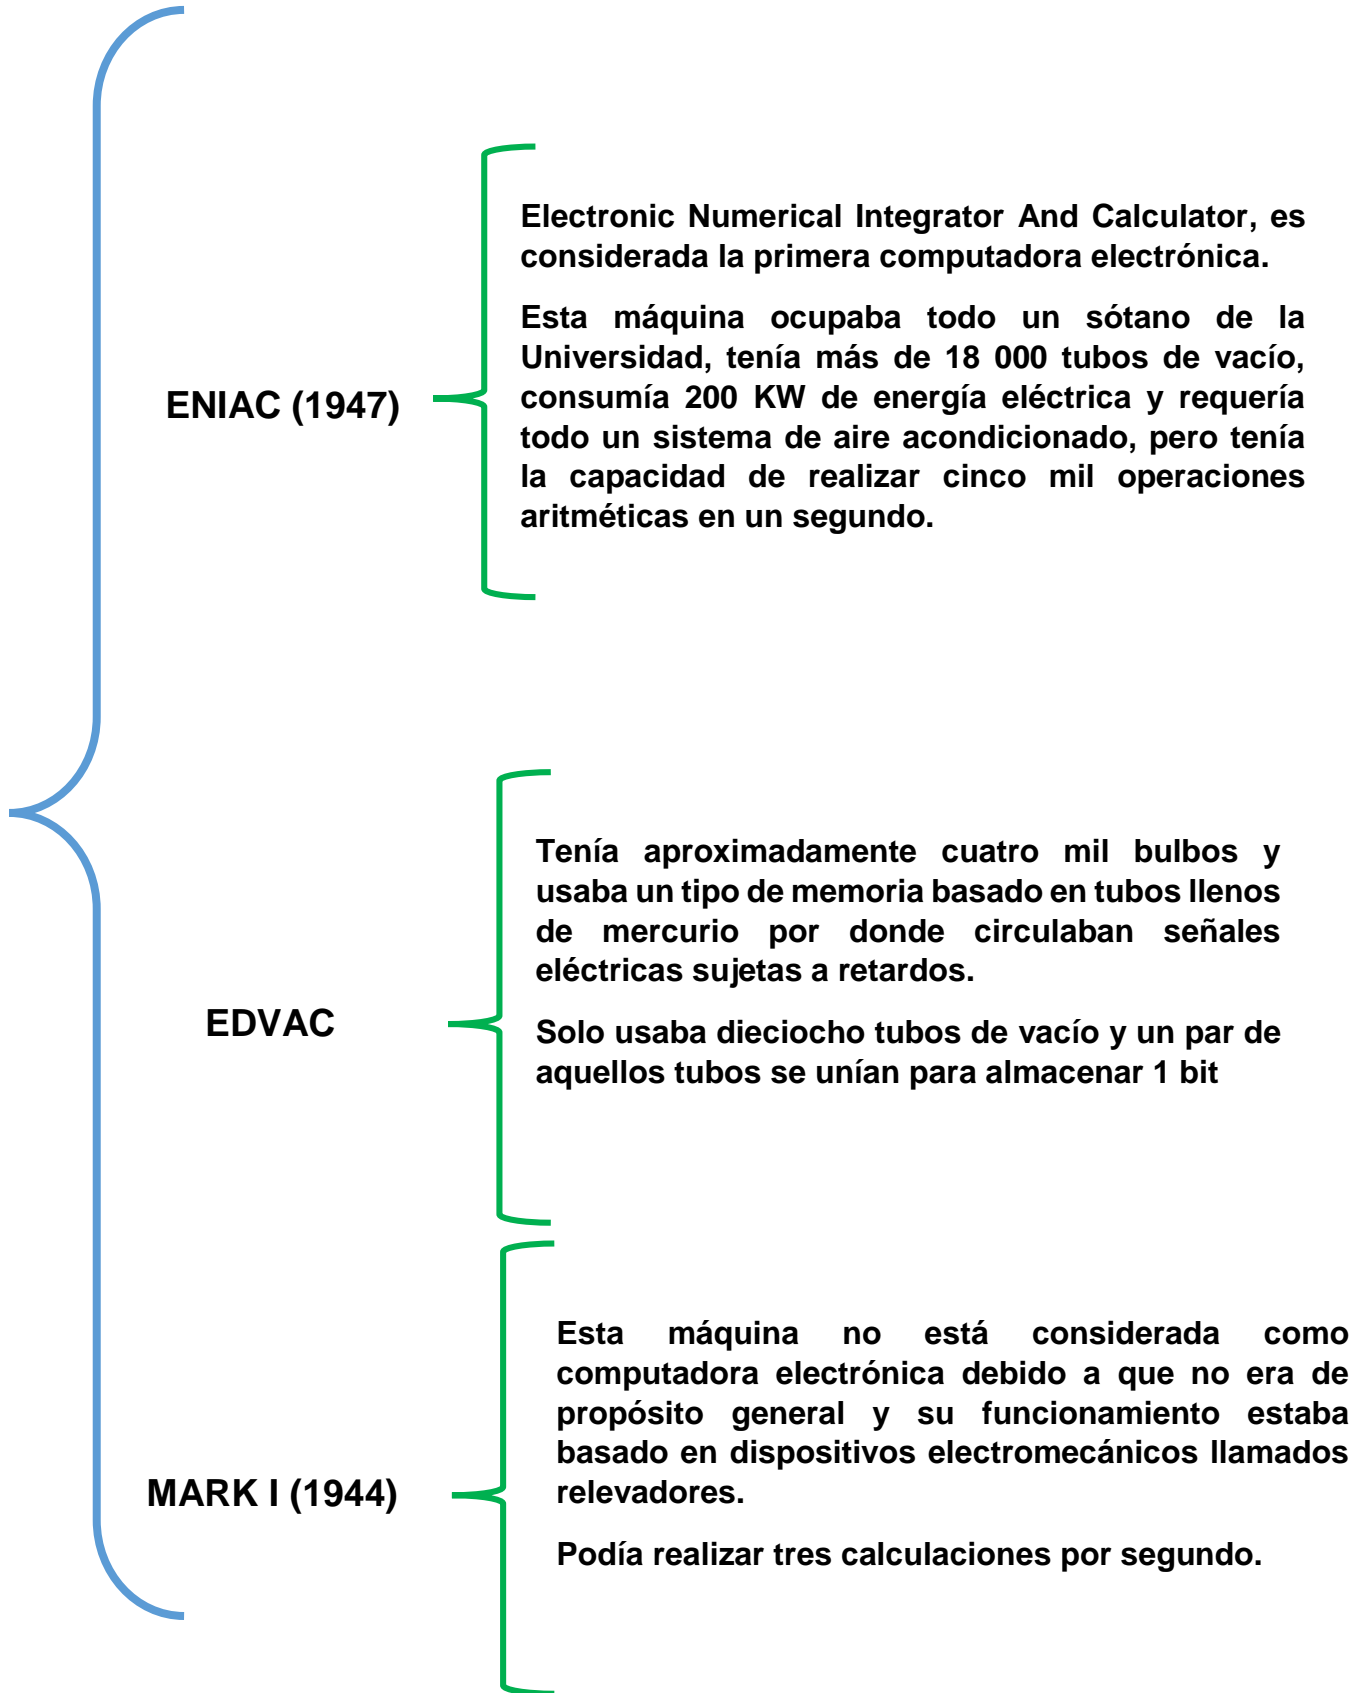 Electronic Numerical Integrator And Calculator, es
considerada la primera computadora electrónica.
Esta máquina ocupaba todo un sótano de la
Universidad, tenía más de 18 000 tubos de vacío,
consumía 200 KW de energía eléctrica y requería
todo un sistema de aire acondicionado, pero tenía
la capacidad de realizar cinco mil operaciones
aritméticas en un segundo.
ENIAC (1947)
Tenía aproximadamente cuatro mil bulbos y
usaba un tipo de memoria basado en tubos llenos
de mercurio por donde circulaban señales
eléctricas sujetas a retardos.
Solo usaba dieciocho tubos de vacío y un par de
aquellos tubos se unían para almacenar 1 bit
EDVAC
Esta máquina no está considerada como
computadora electrónica debido a que no era de
propósito general y su funcionamiento estaba
basado en dispositivos electromecánicos llamados
relevadores.
Podía realizar tres calculaciones por segundo.
MARK I (1944)